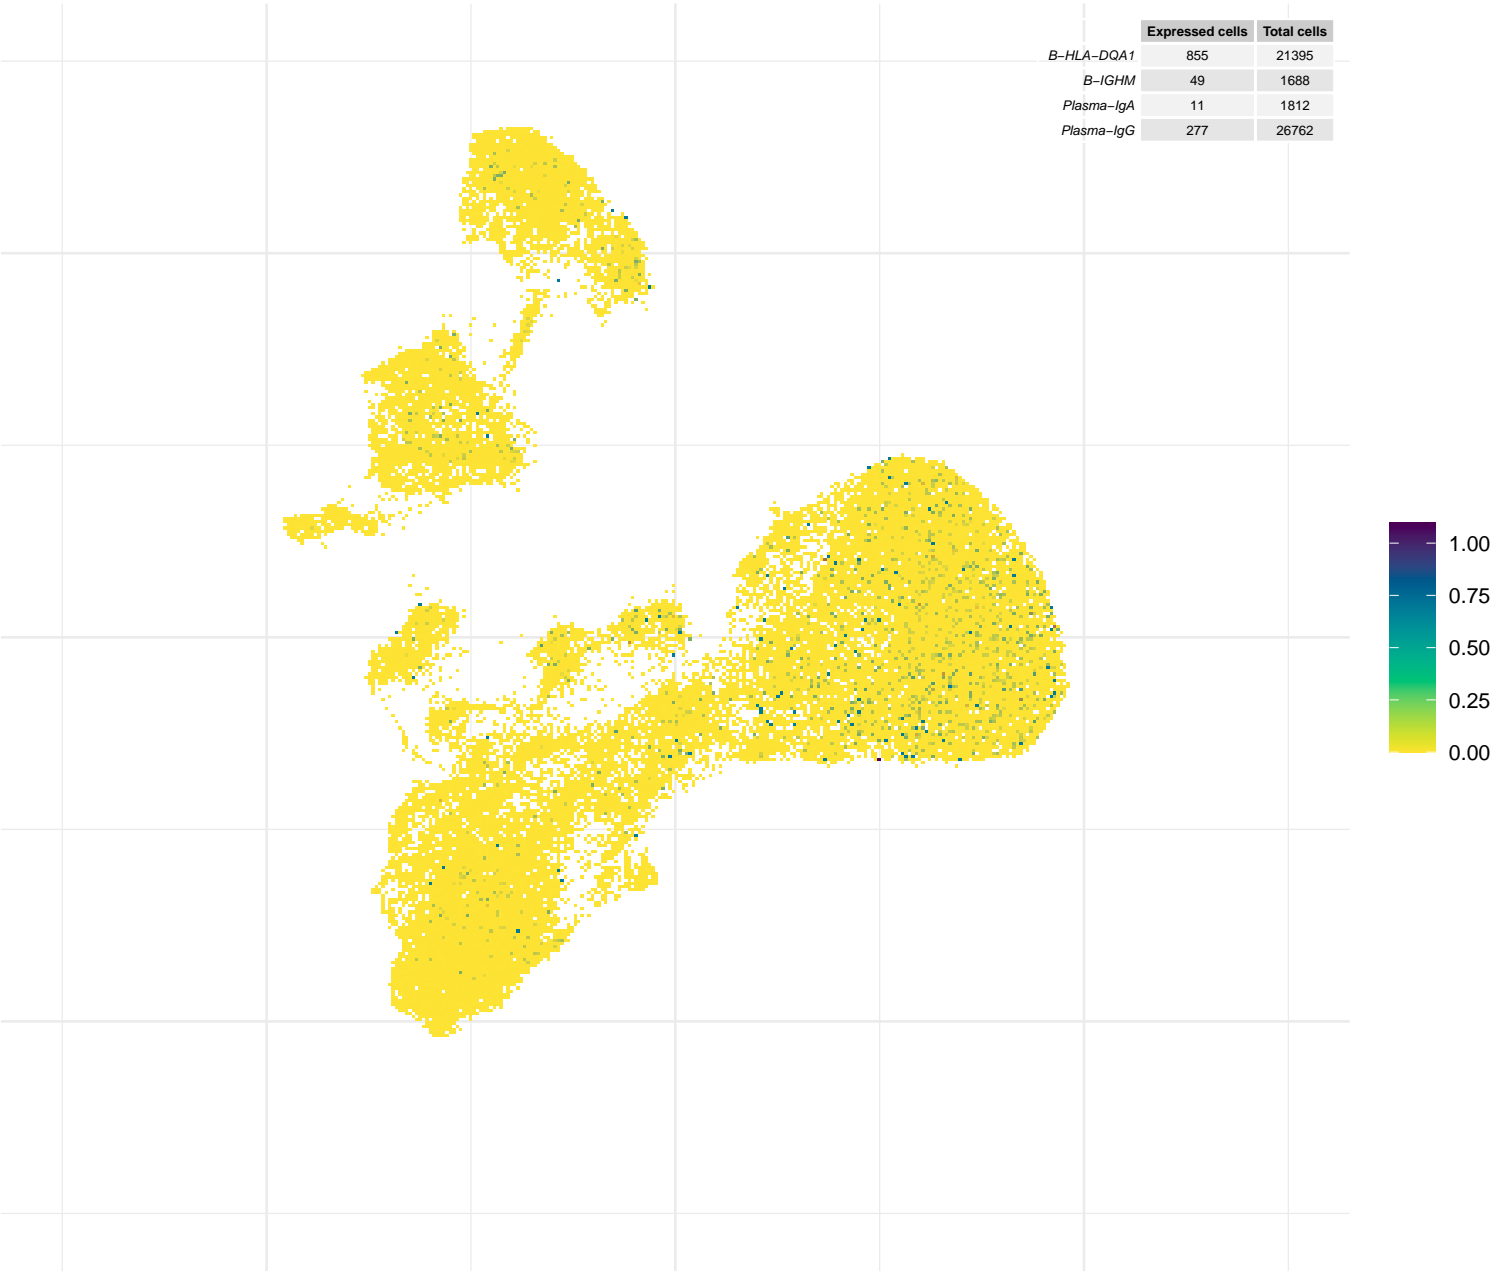 Expressed cells Total cells
B−HLA−DQA1 855 21395
B−IGHM 49 1688
Plasma−IgA 11 1812
Plasma−IgG 277 26762
1.00
0.75
0.50
0.25
0.00